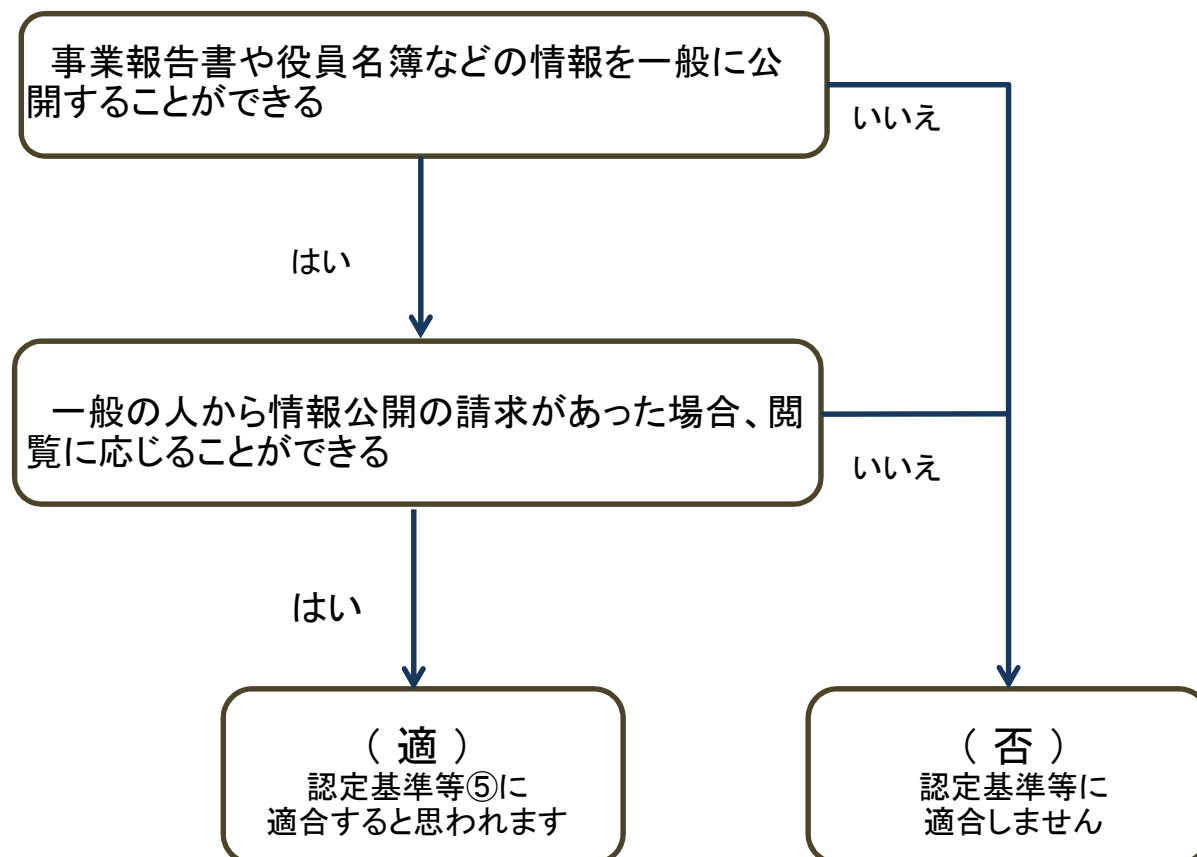 事業報告書や役員名簿などの情報を一般に公
開することができる
いいえ
はい
一般の人から情報公開の請求があった場合、閲
覧に応じることができる
いいえ
はい
（ 適 ）
認定基準等⑤に
適合すると思われます
（ 否 ）
認定基準等に
適合しません